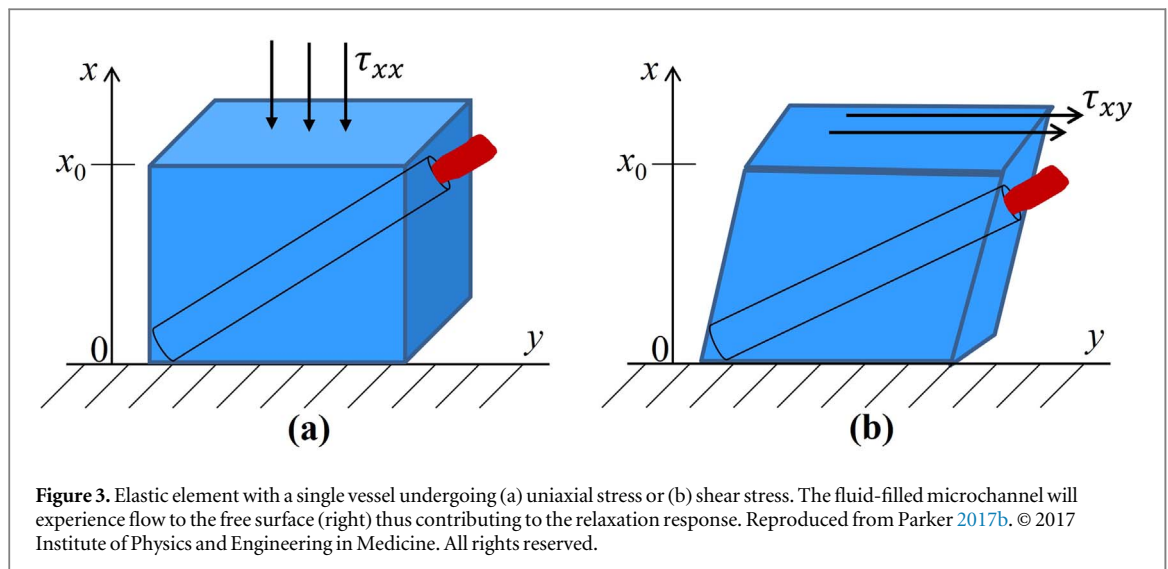 x
τxx
x0
0
y
(a)
x
τxy
x0
0
y
(b)
Figure 3. Elastic element with a single vessel undergoing (a) uniaxial stress or (b) shear stress. The fluid-filled microchannel will
experience flow to the free surface (right) thus contributing to the relaxation response. Reproduced from Parker 2017b. © 2017
Institute of Physics and Engineering in Medicine. All rights reserved.